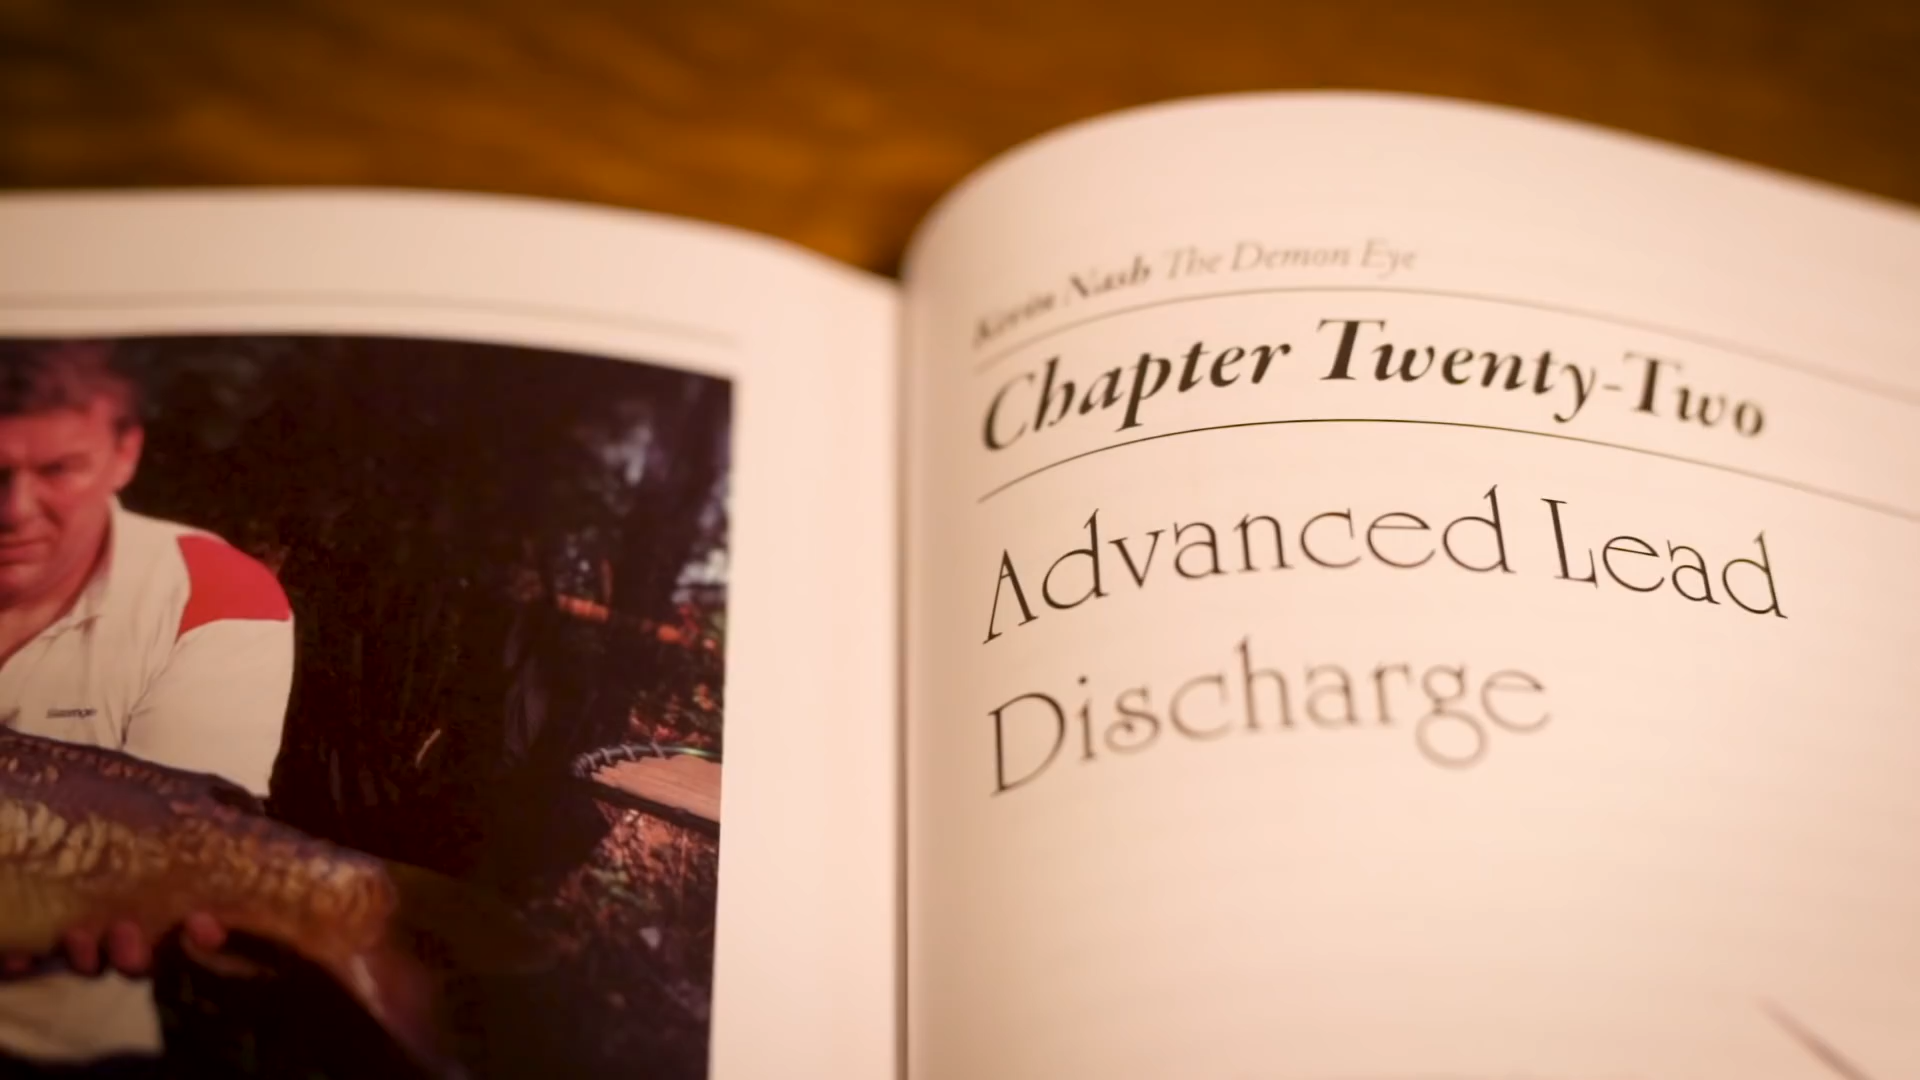 Kevin Nash The Demon Eye
Chapter Twenty-Two
Advanced Lead
Discharge